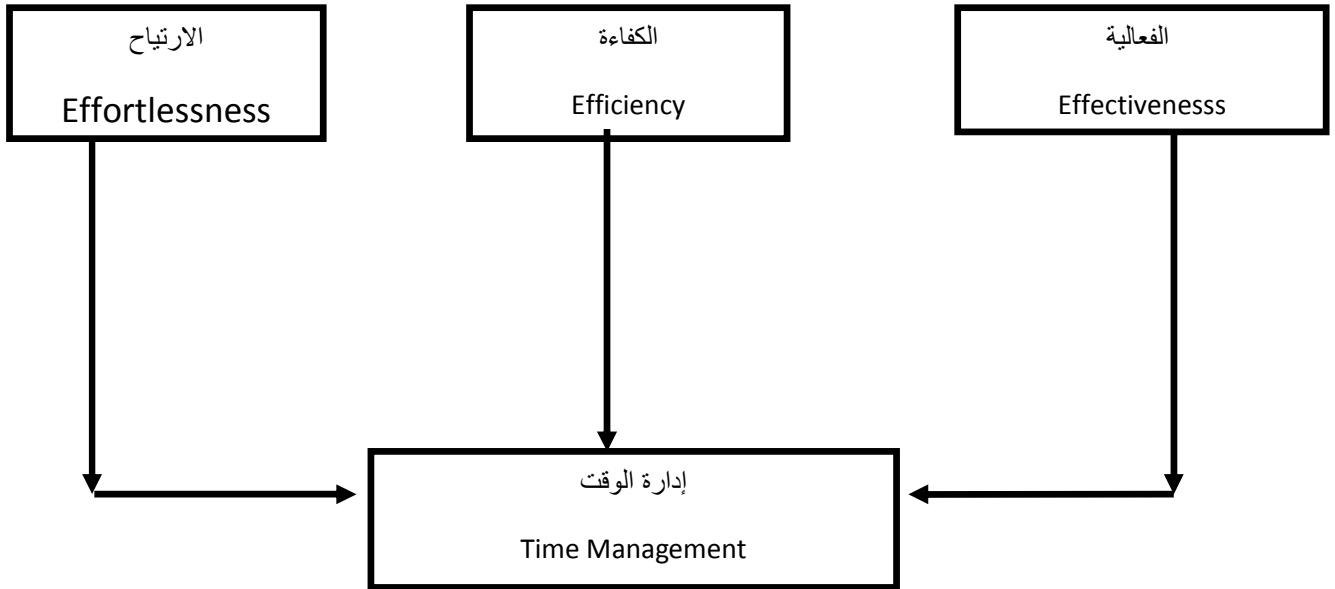 الارتياح
Effortlessness
الكفاءة
Efficiency
الفعالية
Effectivenesss
إدارة الوقت
Time Management